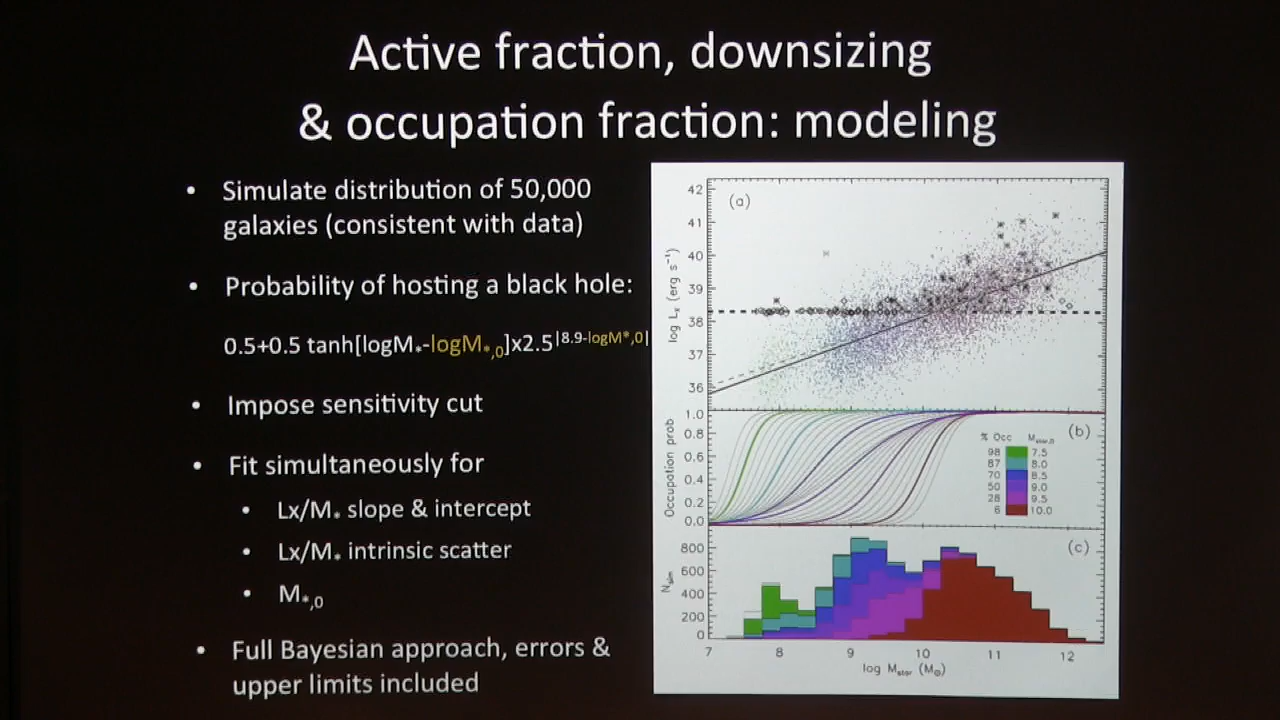 Active fraction, downsizing
& occupation fraction: modeling
• Simulate distribution of 50,000
galaxies (consistent with data)
• Probability of hosting a black hole:
0.5+0.5 tanh[logM*-logM*,0]x2.5|8.9-logM*,0|
• Impose sensitivity cut
• Fit simultaneously for
• Lx/M* slope & intercept
• Lx/M* intrinsic scatter
• M*,0
• Full Bayesian approach, errors &
upper limits included
(a)
42
41
40
39
38
37
36
log Lx (erg s⁻¹)
(b)
1.0
0.8
0.6
0.4
0.2
0.0
Occupation prob
% Occ Mstar,0
98 7.5
87 8.0
70 8.5
50 9.0
28 9.5
6 10.0
(c)
800
600
400
200
0
Nsim
7 8 9 10 11 12
log Mstar (M⊙)